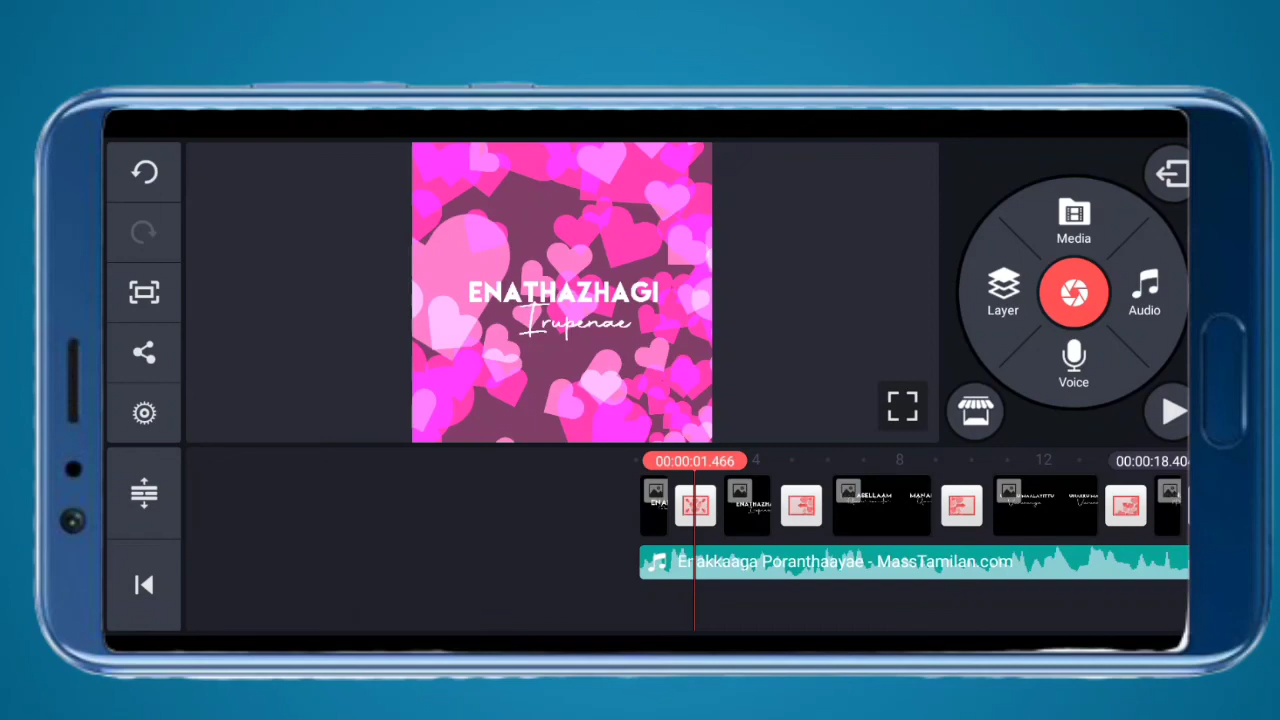 Media
Layer
Audio
Voice
ENATHAZHAGI
Irupenae
00:00:01.466
4
8
12
00:00:18.40
Enakkaaga Poranthaayae - MassTamilan.com